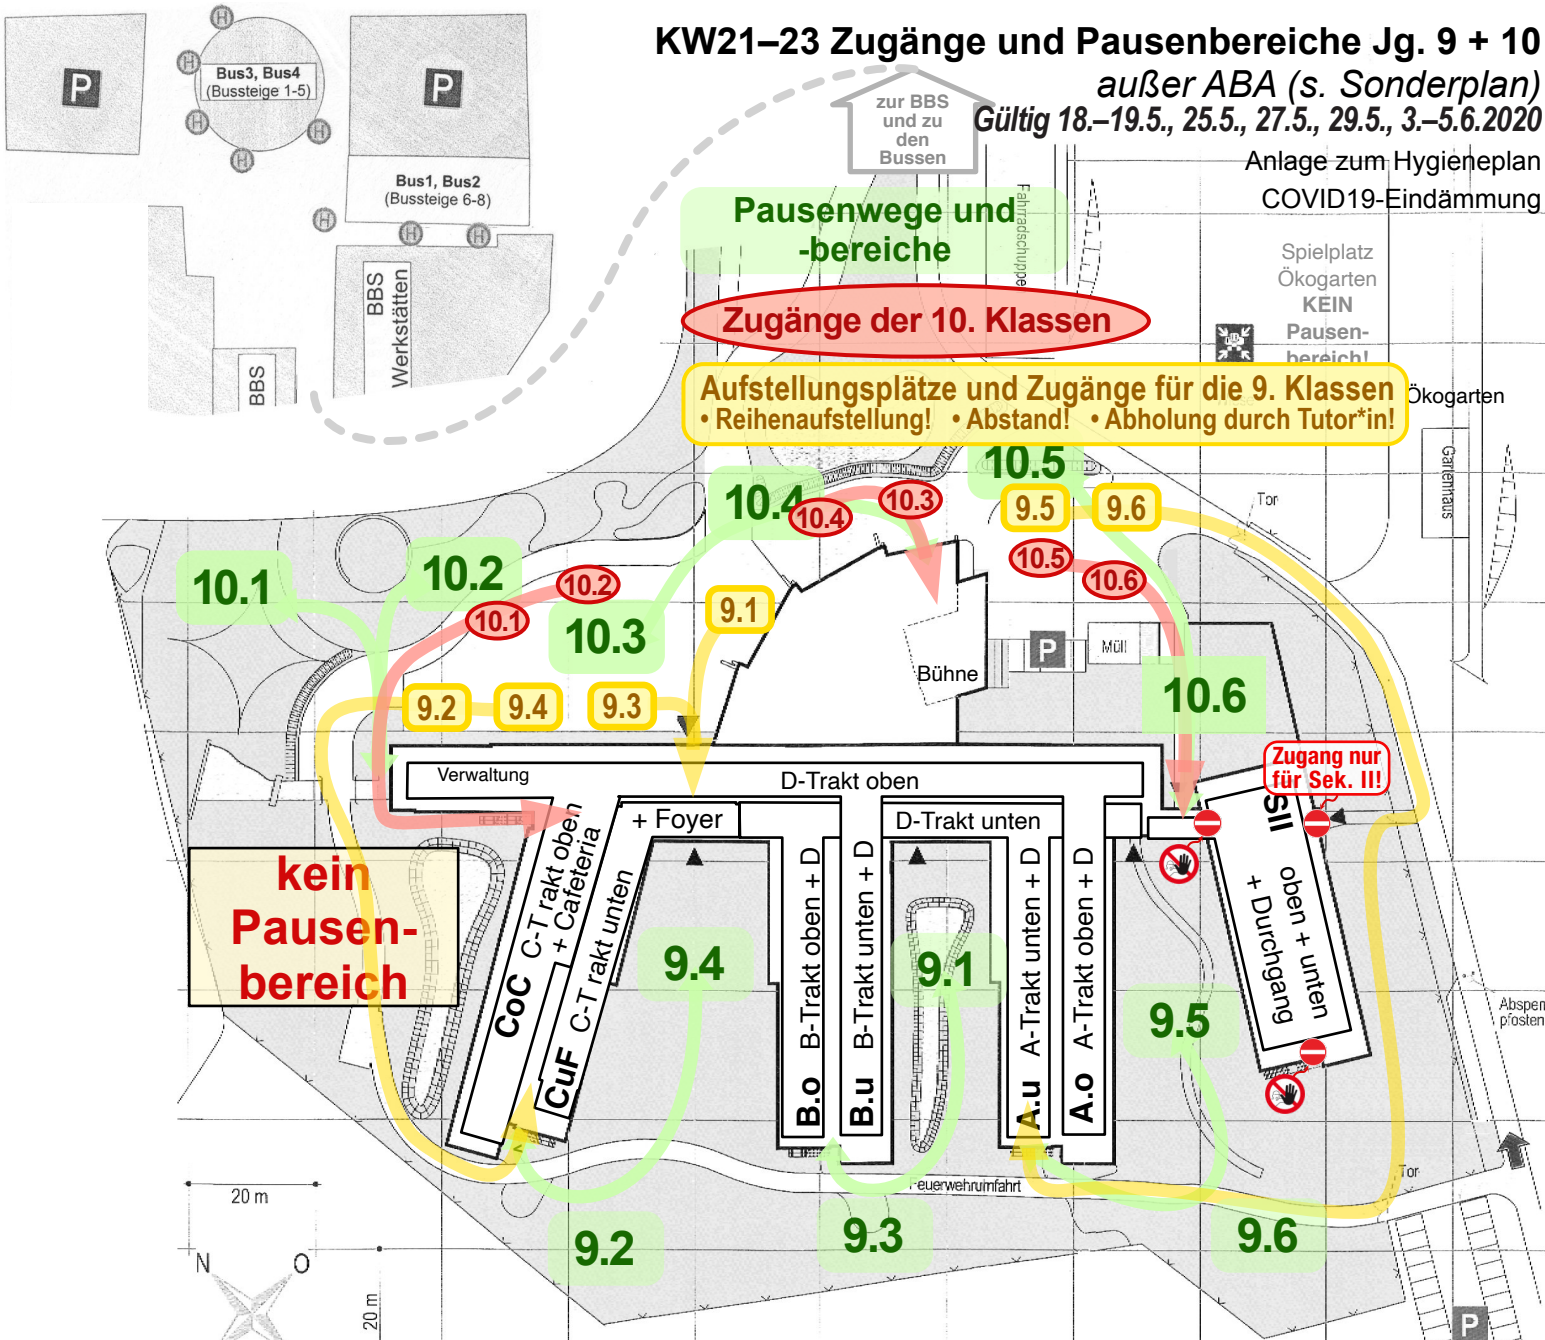 KW21–23 Zugänge und Pausenbereiche Jg. 9 + 10
außer ABA (s. Sonderplan)
Gültig 18.–19.5., 25.5., 27.5., 29.5., 3.–5.6.2020
Anlage zum Hygieneplan
COVID19-Eindämmung
H
P
Bus3, Bus4
(Bussteige 1-5)
H
P
H
H
H
Bus1, Bus2
(Bussteige 6-8)
H
H
H
BBS
Werkstätten
BBS
zur BBS
und zu
den
Bussen
Fahrradschuppe
Pausenwege und
-bereiche
Zugänge der 10. Klassen
Aufstellungsplätze und Zugänge für die 9. Klassen
• Reihenaufstellung! • Abstand! • Abholung durch Tutor*in!
Spielplatz
Ökogarten
KEIN
Pausen-
bereich!
Ökogarten
Gartenhaus
Tor
10.5
10.4
10.4
10.3
9.5
9.6
10.1
10.2
10.2
10.1
10.3
9.1
10.5
10.6
9.2
9.4
9.3
Bühne
P
Müll
10.6
Verwaltung
D-Trakt oben
Zugang nur
für Sek. II!
+ Foyer
D-Trakt unten
SII
oben + unten
+ Durchgang
kein
Pausen-
bereich
CoC C-T rakt oben
+ Cafeteria
CuF C-T rakt unten
9.4
B.o B-Trakt oben + D
B.u B-Trakt unten + D
9.1
A.u A-Trakt unten + D
A.o A-Trakt oben + D
9.5
Absperr
pfosten
Feuerwehrumfahrt
Tor
9.2
9.3
9.6
20 m
N
O
20 m
P